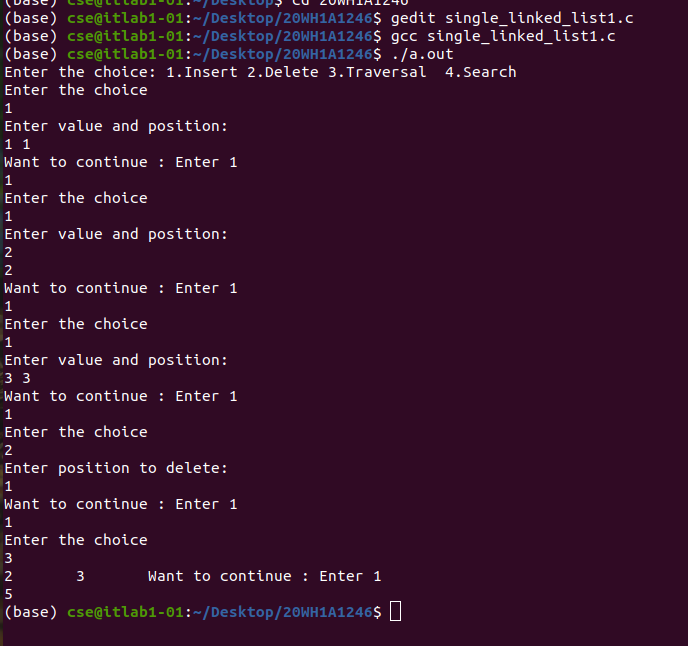 (base) cse@itlab1-01:~/Desktop$ cd 20WH1A1246
(base) cse@itlab1-01:~/Desktop/20WH1A1246$ gedit single_linked_list1.c
(base) cse@itlab1-01:~/Desktop/20WH1A1246$ gcc single_linked_list1.c
(base) cse@itlab1-01:~/Desktop/20WH1A1246$ ./a.out
Enter the choice: 1.Insert 2.Delete 3.Traversal  4.Search
Enter the choice
1
Enter value and position:
1 1
Want to continue : Enter 1
1
Enter the choice
1
Enter value and position:
2
2
Want to continue : Enter 1
1
Enter the choice
1
Enter value and position:
3 3
Want to continue : Enter 1
1
Enter the choice
2
Enter position to delete:
1
Want to continue : Enter 1
1
Enter the choice
3
2       3       Want to continue : Enter 1
5
(base) cse@itlab1-01:~/Desktop/20WH1A1246$